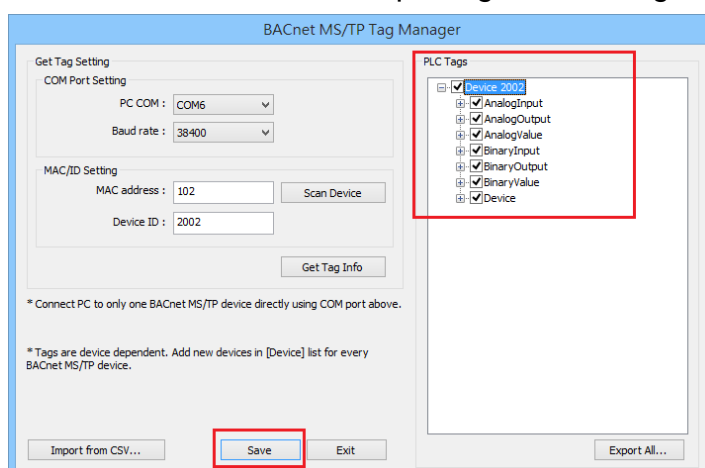 BACnet MS/TP Tag Manager
Get Tag Setting
COM Port Setting
PC COM : COM6
Baud rate : 38400
MAC/ID Setting
MAC address : 102
Scan Device
Device ID : 2002
Get Tag Info
* Connect PC to only one BACnet MS/TP device directly using COM port above.
* Tags are device dependent. Add new devices in [Device] list for every
BACnet MS/TP device.
Import from CSV...
Save
Exit
PLC Tags
Device 2002
AnalogInput
AnalogOutput
AnalogValue
BinaryInput
BinaryOutput
BinaryValue
Device
Export All...